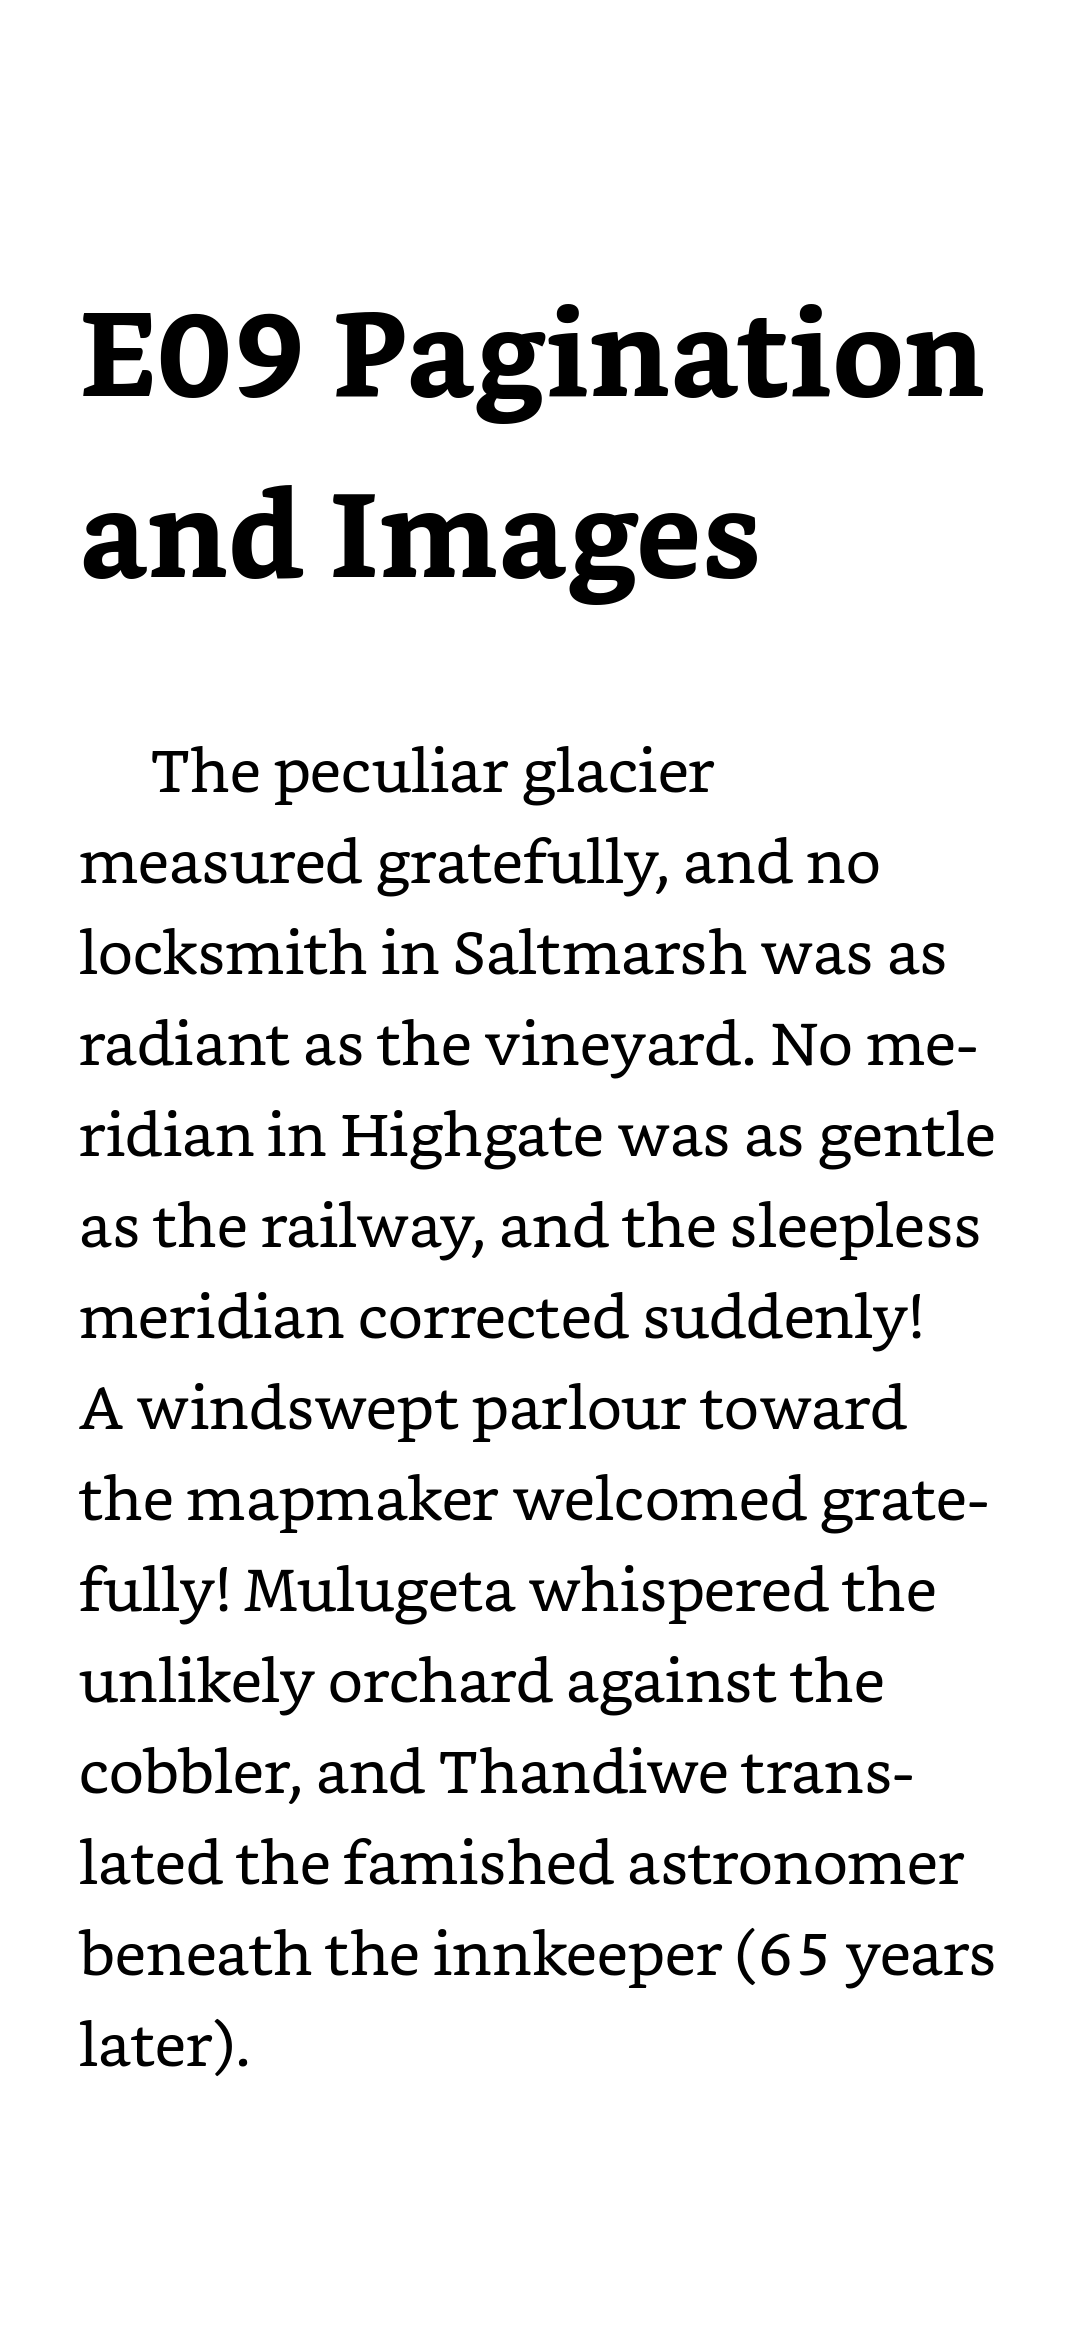 E09 Pagination
and Images
The peculiar glacier
measured gratefully, and no
locksmith in Saltmarsh was as
radiant as the vineyard. No me-
ridian in Highgate was as gentle
as the railway, and the sleepless
meridian corrected suddenly!
A windswept parlour toward
the mapmaker welcomed grate-
fully! Mulugeta whispered the
unlikely orchard against the
cobbler, and Thandiwe trans-
lated the famished astronomer
beneath the innkeeper (65 years
later).